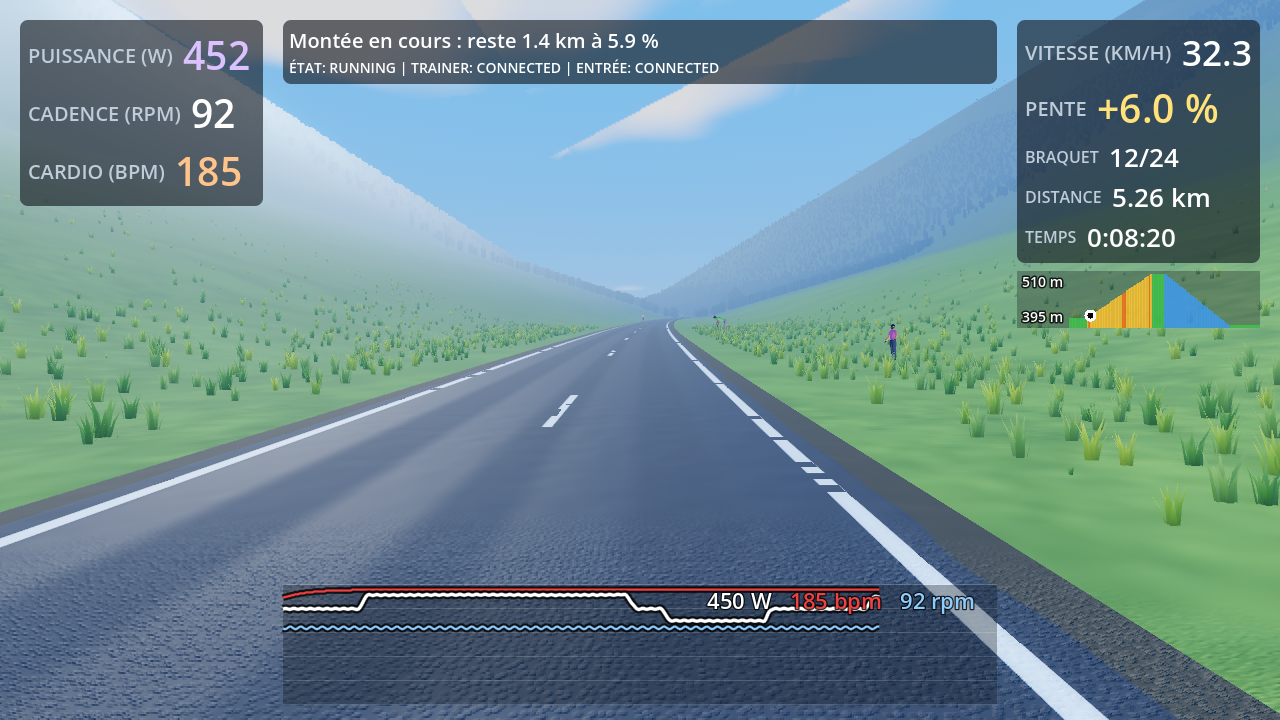 PUISSANCE (W) 452
CADENCE (RPM) 92
CARDIO (BPM) 185
Montée en cours : reste 1.4 km à 5.9 %
ÉTAT: RUNNING | TRAINER: CONNECTED | ENTRÉE: CONNECTED
VITESSE (KM/H) 32.3
PENTE +6.0 %
BRAQUET 12/24
DISTANCE 5.26 km
TEMPS 0:08:20
510 m
395 m
450 W 185 bpm 92 rpm